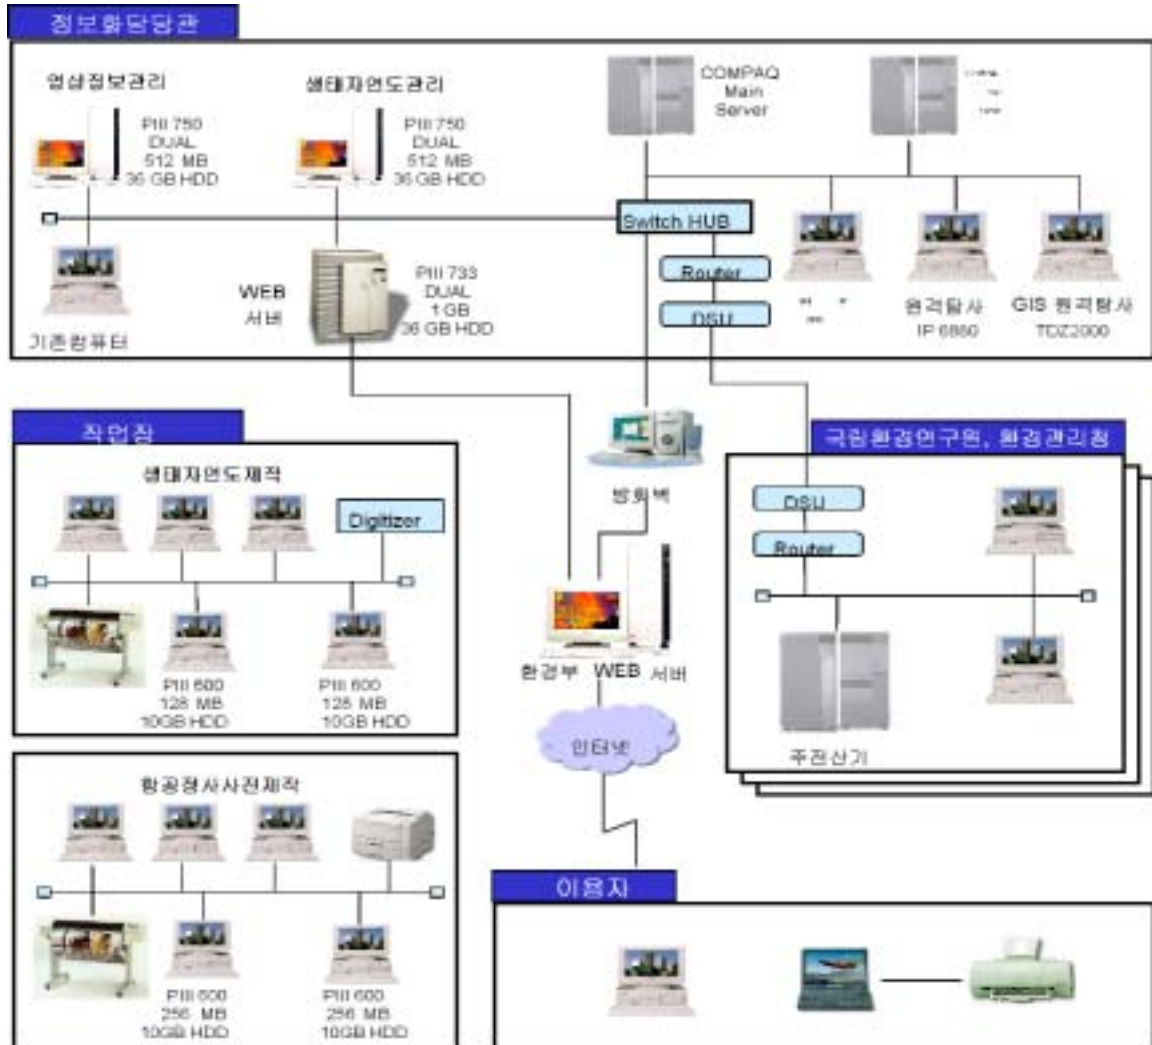 정보화담당관
영상정보관리
PIII 750
DUAL
512 MB
36 GB HDD
생태자연도관리
PIII 750
DUAL
512 MB
36 GB HDD
COMPAQ
Main
Server
Switch HUB
Router
DSU
기존컴퓨터
WEB
서버
PIII 733
DUAL
1 GB
36 GB HDD
원격탐사
IP 6880
GIS 원격탐사
TDZ2000
작업장
생태자연도제작
Digitizer
PIII 600
128 MB
10GB HDD
PIII 600
128 MB
10GB HDD
항공정사사진제작
PIII 600
256 MB
10GB HDD
PIII 600
256 MB
10GB HDD
방화벽
환경부 WEB 서버
인터넷
국립환경연구원, 환경관리청
DSU
Router
주전산기
이용자